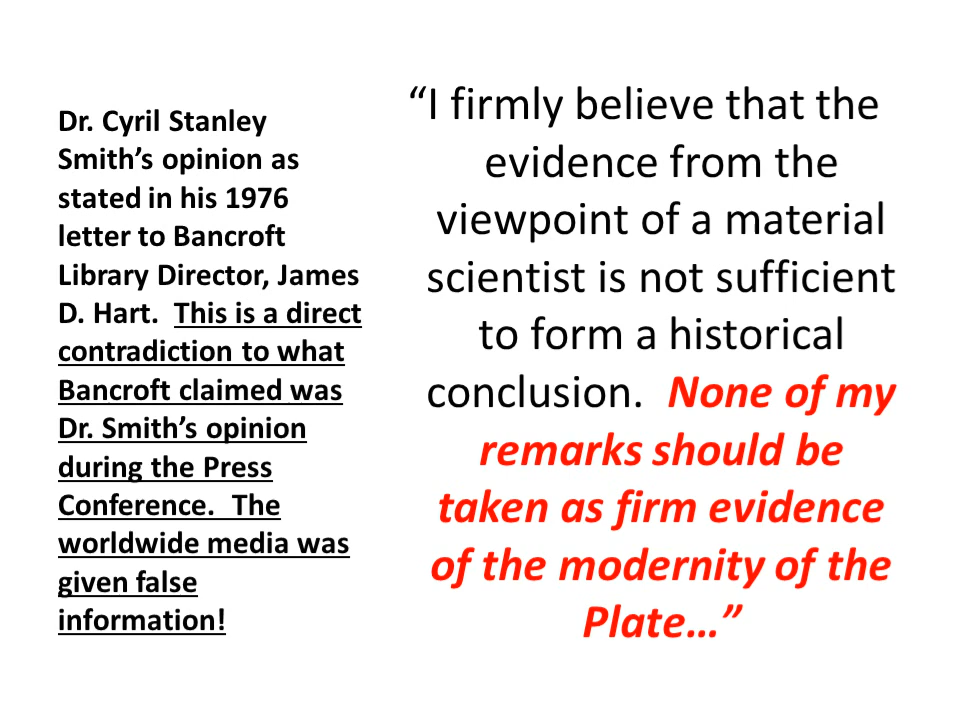 Dr. Cyril Stanley
Smith’s opinion as
stated in his 1976
letter to Bancroft
Library Director, James
D. Hart.  This is a direct
contradiction to what
Bancroft claimed was
Dr. Smith’s opinion
during the Press
Conference.  The
worldwide media was
given false
information!
“I firmly believe that the
evidence from the
viewpoint of a material
scientist is not sufficient
to form a historical
conclusion.  None of my
remarks should be
taken as firm evidence
of the modernity of the
Plate…”